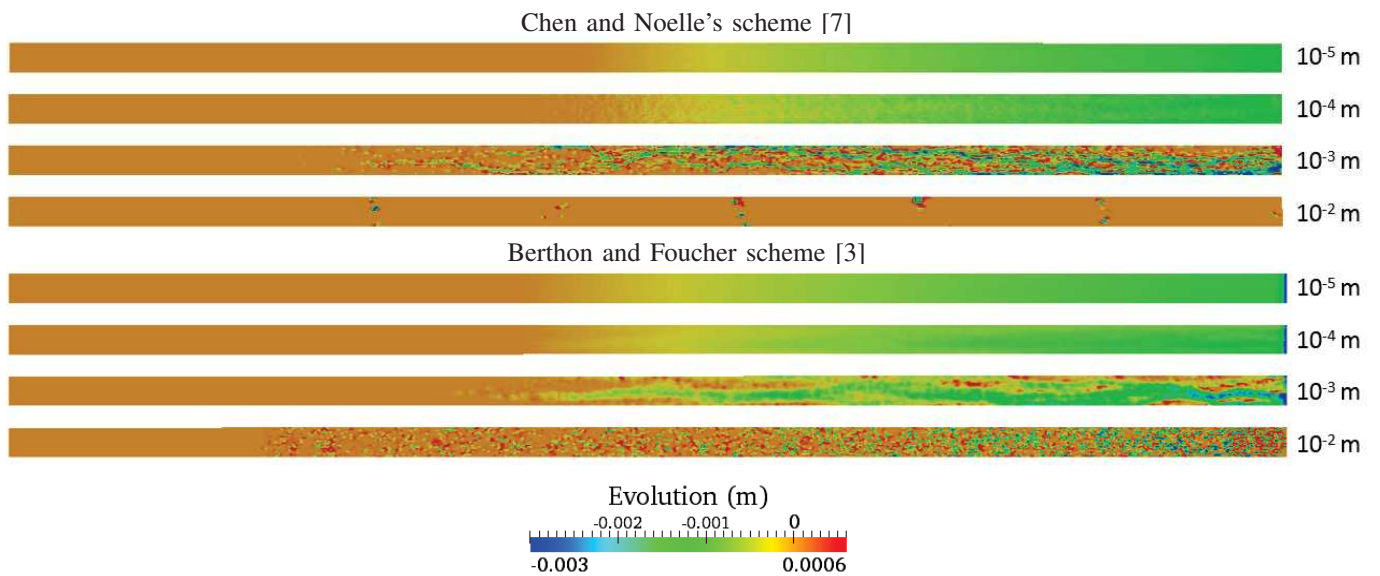 Chen and Noelle's scheme [7]
10-5 m
10-4 m
10-3 m
10-2 m
Berthon and Foucher scheme [3]
10-5 m
10-4 m
10-3 m
10-2 m
Evolution (m)
-0.002 -0.001 0
-0.003 0.0006